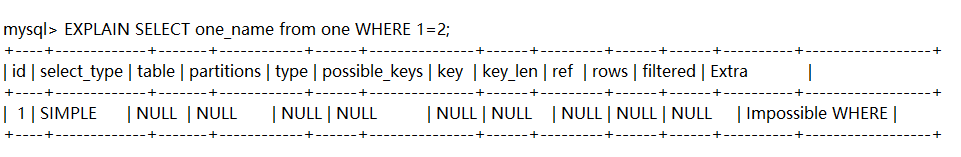 mysql> EXPLAIN SELECT one_name from one WHERE 1=2;
+----+-------------+-------+------------+------+---------------+------+---------+------+------+----------+------------------+
| id | select_type | table | partitions | type | possible_keys | key | key_len | ref | rows | filtered | Extra |
+----+-------------+-------+------------+------+---------------+------+---------+------+------+----------+------------------+
| 1 | SIMPLE | NULL | NULL | NULL | NULL | NULL | NULL | NULL | NULL | NULL | Impossible WHERE |
+----+-------------+-------+------------+------+---------------+------+---------+------+------+----------+------------------+